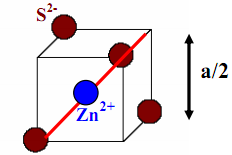 S²⁻
a/2
Zn²⁺